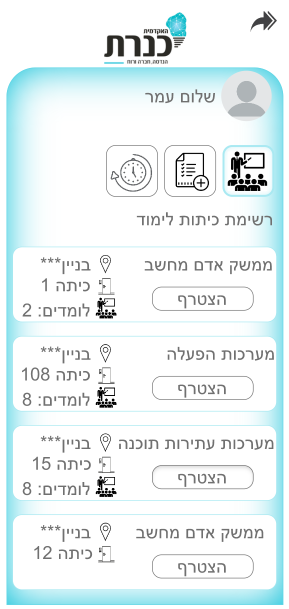 האקדמית
כנרת
הנדסה.חברה ורוח
שלום עמר
רשימת כיתות לימוד
ממשק אדם מחשב
בניין***
כיתה 1
לומדים: 2
הצטרף
מערכות הפעלה
בניין***
כיתה 108
לומדים: 8
הצטרף
מערכות עתירות תוכנה
בניין***
כיתה 15
לומדים: 8
הצטרף
ממשק אדם מחשב
בניין***
כיתה 12
הצטרף